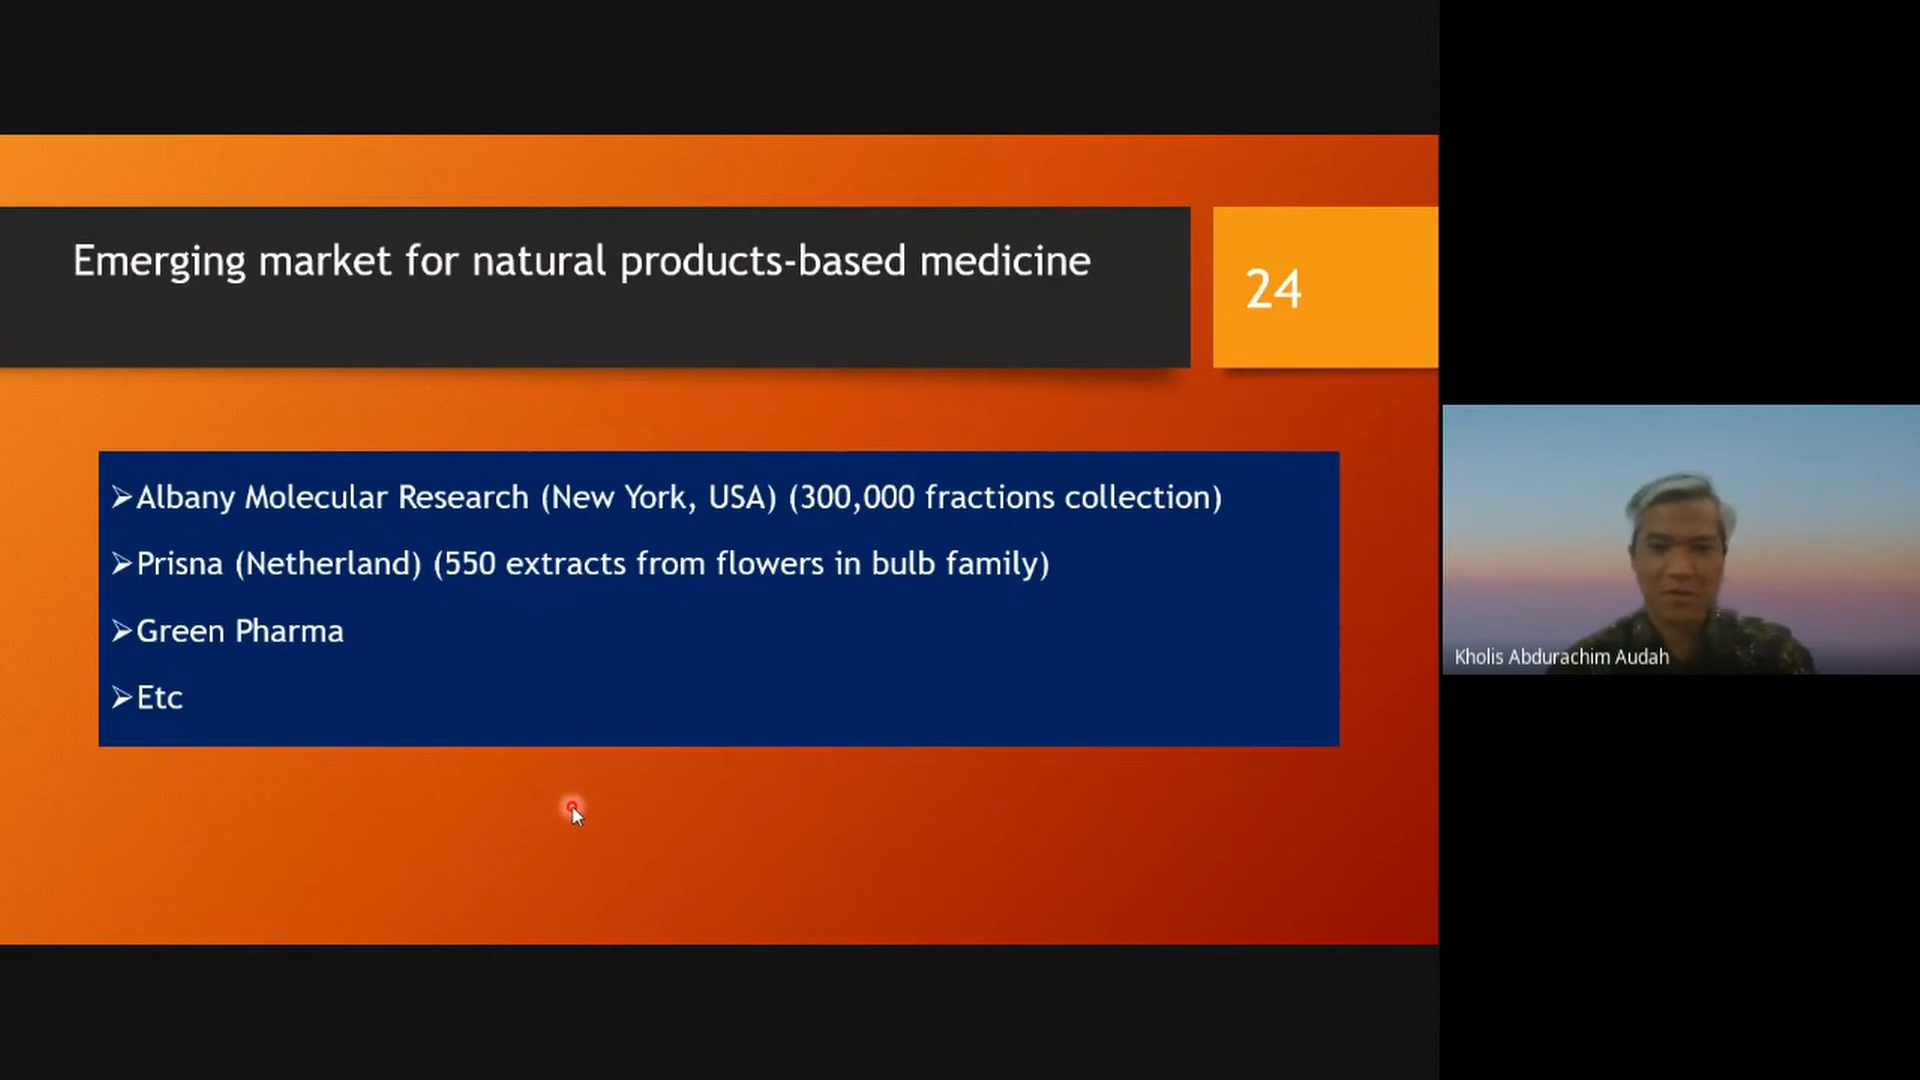 Emerging market for natural products-based medicine
24
➢Albany Molecular Research (New York, USA) (300,000 fractions collection)
➢Prisna (Netherland) (550 extracts from flowers in bulb family)
➢Green Pharma
➢Etc
Kholis Abdurachim Audah